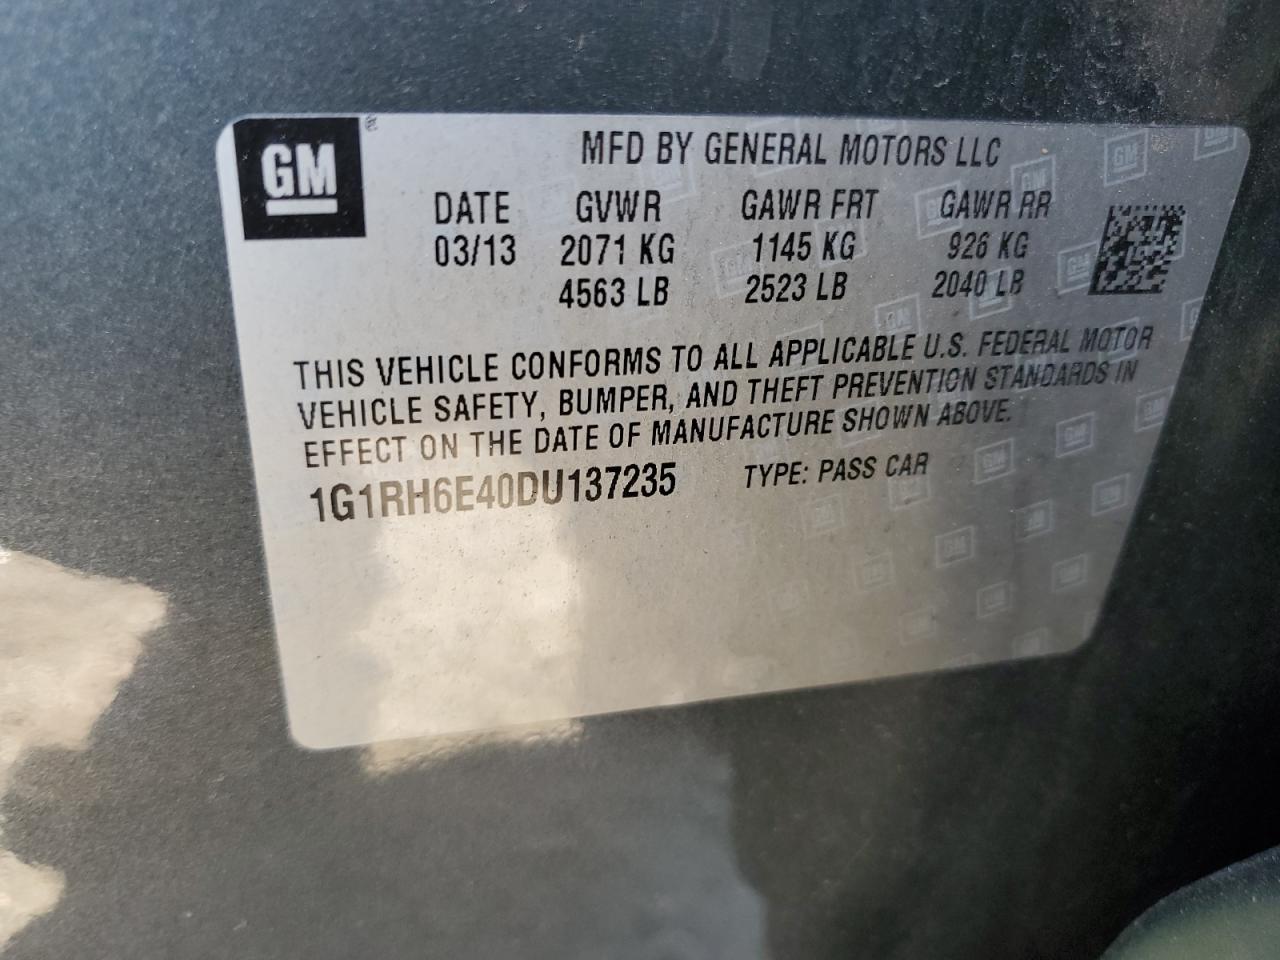 GM
MFD BY GENERAL MOTORS LLC
DATE GVWR GAWR FRT GAWR RR
03/13 2071 KG 1145 KG 926 KG
4563 LB 2523 LB 2040 LB
THIS VEHICLE CONFORMS TO ALL APPLICABLE U.S. FEDERAL MOTOR
VEHICLE SAFETY, BUMPER, AND THEFT PREVENTION STANDARDS IN
EFFECT ON THE DATE OF MANUFACTURE SHOWN ABOVE.
1G1RH6E40DU137235 TYPE: PASS CAR